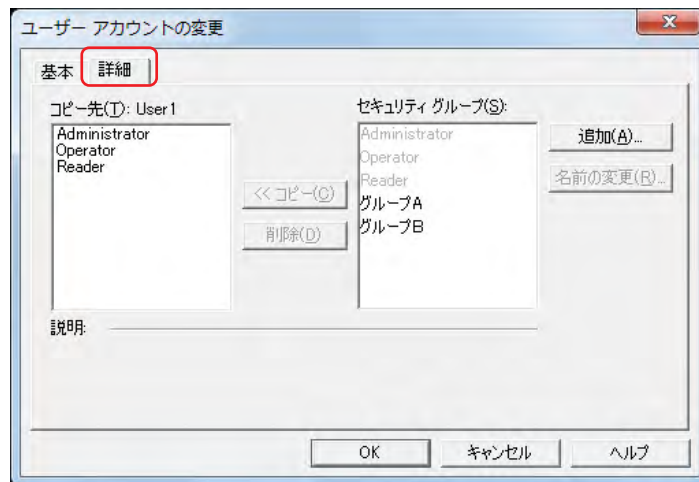 ユーザー アカウントの変更
基本 詳細
コピー先(T): User1
Administrator
Operator
Reader
<< コピー(C)
削除(D)
セキュリティ グループ(S):
Administrator
Operator
Reader
グループA
グループB
追加(A)...
名前の変更(R)...
説明:
OK キャンセル ヘルプ